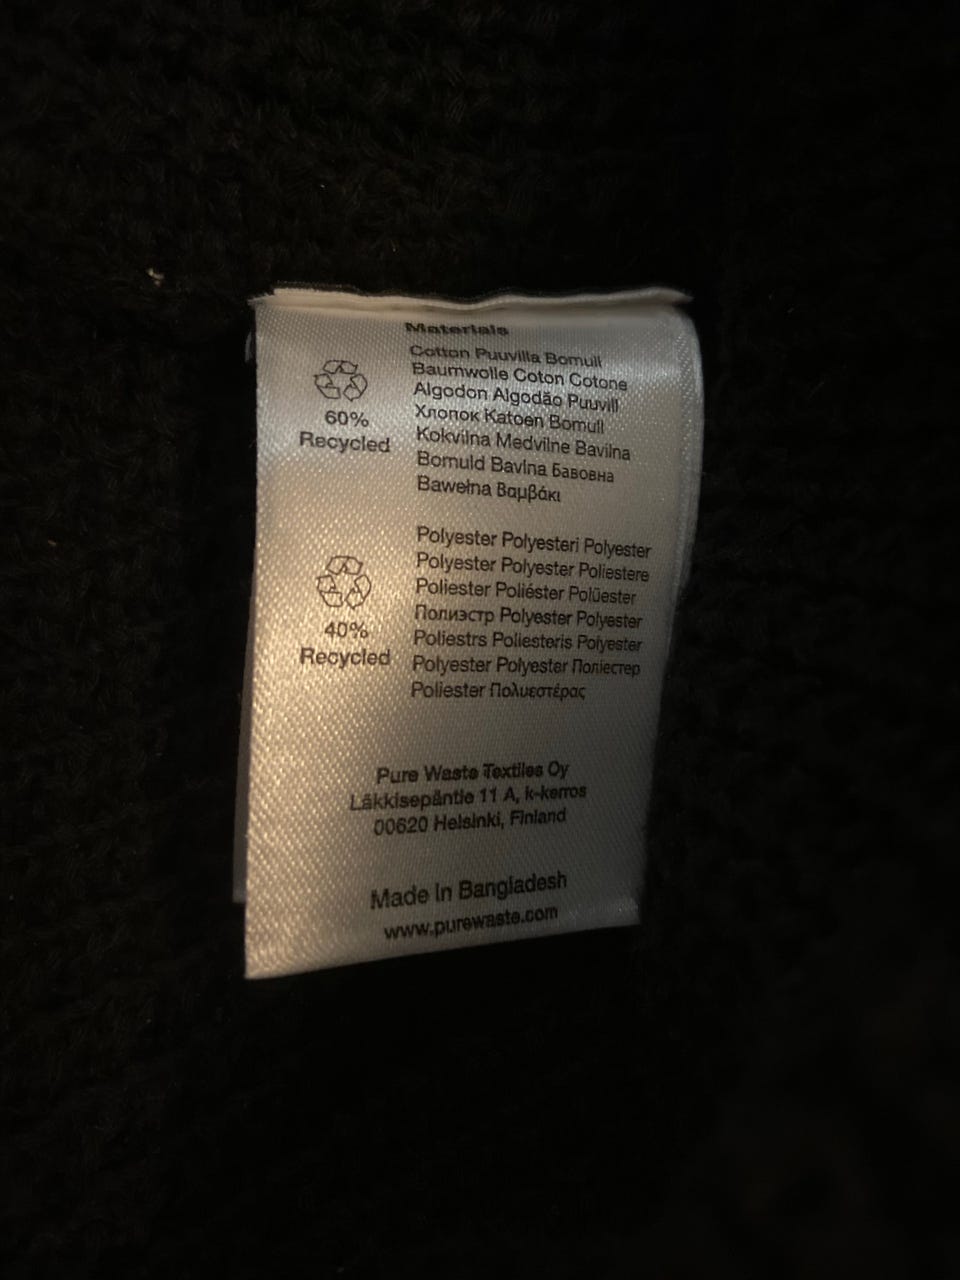 Materials
60%
Recycled
Cotton Puuvilla Bomull
Baumwolle Coton Cotone
Algodon Algodão Puuvill
Хлопок Katoen Bomull
Kokvilna Medvilne Bavilna
Bomuld Bavlna Бавовна
Bawełna Βαμβάκι
40%
Recycled
Polyester Polyesteri Polyester
Polyester Polyester Poliestere
Poliester Poliéster Polüester
Полиэстр Polyester Polyester
Poliestrs Poliesteris Polyester
Polyester Polyester Поліестер
Poliester Πολυεστέρας
Pure Waste Textiles Oy
Läkkisepäntie 11 A, k-kerros
00620 Helsinki, Finland
Made in Bangladesh
www.purewaste.com